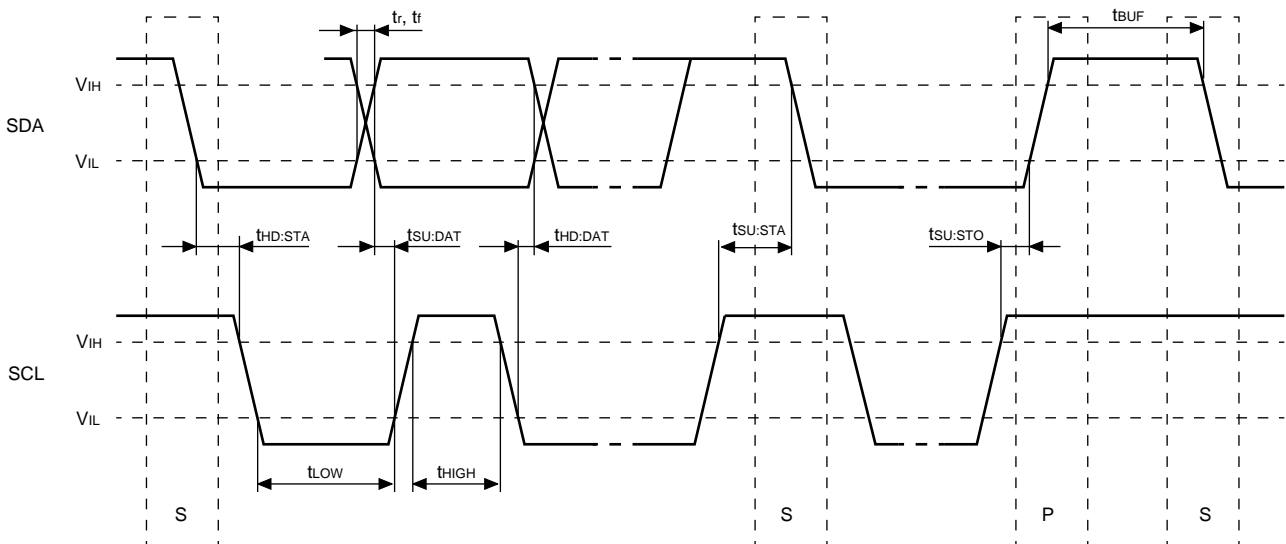 tr, tf
tBUF
VIH
SDA
VIL
tHD:STA
tSU:DAT
tHD:DAT
tSU:STA
tSU:STO
VIH
SCL
VIL
tLOW
tHIGH
S
S
P
S